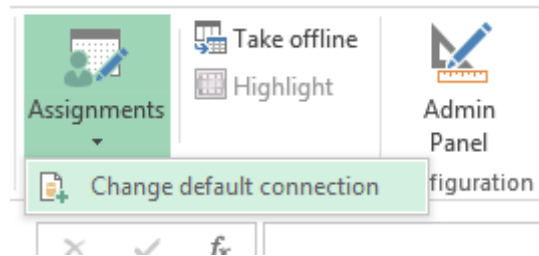 Take offline
Highlight
Assignments
Admin
Panel
Change default connection
figuration
fx